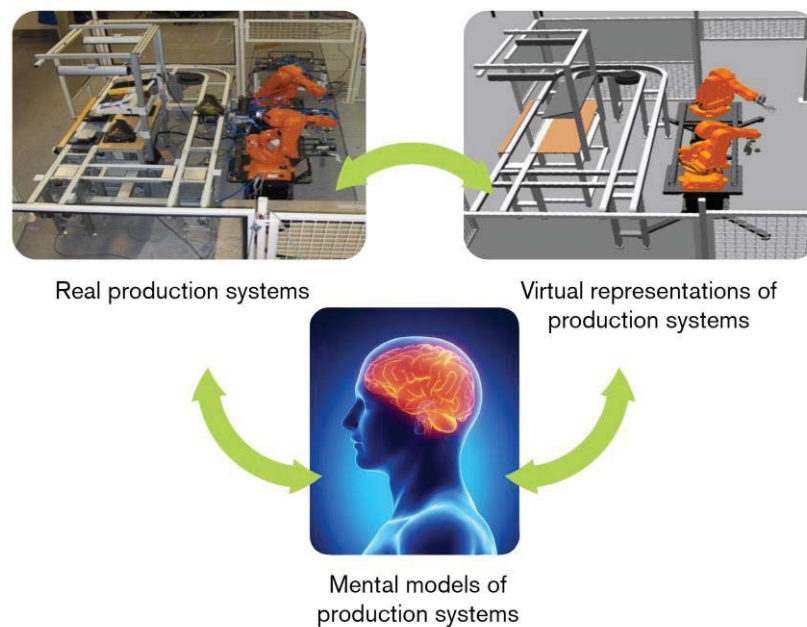 Real production systems
Virtual representations of
production systems
Mental models of
production systems